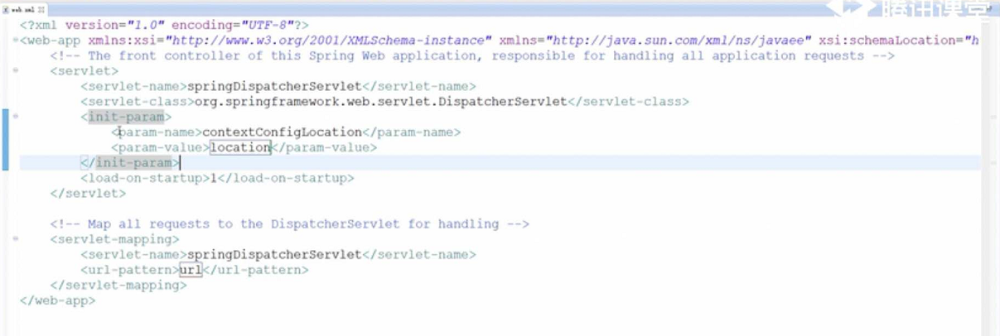 web.xml
腾讯课堂
<?xml version="1.0" encoding="UTF-8"?>
<web-app xmlns:xsi="http://www.w3.org/2001/XMLSchema-instance" xmlns="http://java.sun.com/xml/ns/javaee" xsi:schemaLocation="h
<!-- The front controller of this Spring Web application, responsible for handling all application requests -->
<servlet>
<servlet-name>springDispatcherServlet</servlet-name>
<servlet-class>org.springframework.web.servlet.DispatcherServlet</servlet-class>
<init-param>
<param-name>contextConfigLocation</param-name>
<param-value>location</param-value>
</init-param>
<load-on-startup>1</load-on-startup>
</servlet>
<!-- Map all requests to the DispatcherServlet for handling -->
<servlet-mapping>
<servlet-name>springDispatcherServlet</servlet-name>
<url-pattern>url</url-pattern>
</servlet-mapping>
</web-app>